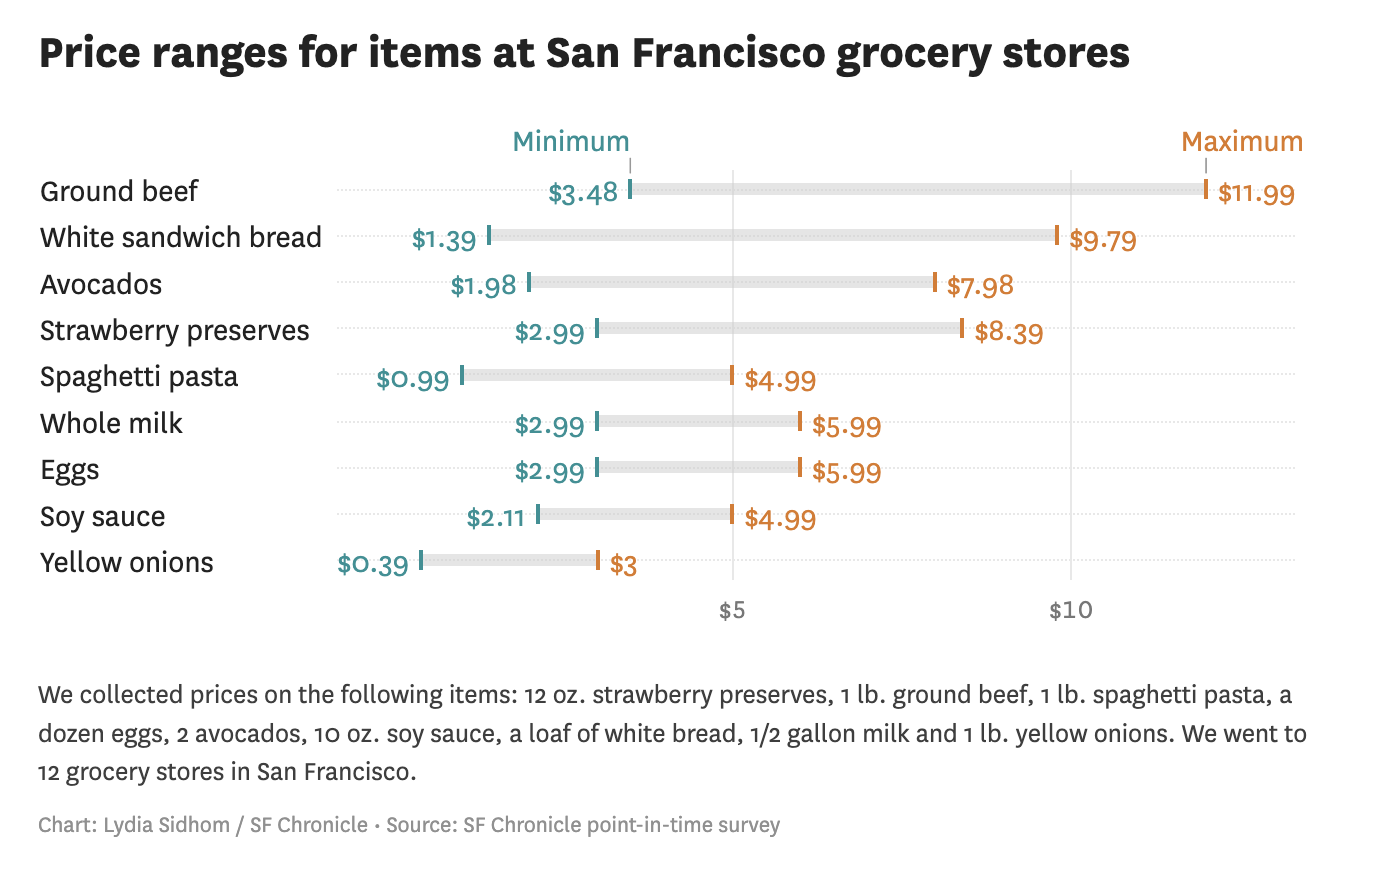 Price ranges for items at San Francisco grocery stores
Minimum Maximum
Ground beef $3.48 $11.99
White sandwich bread $1.39 $9.79
Avocados $1.98 $7.98
Strawberry preserves $2.99 $8.39
Spaghetti pasta $0.99 $4.99
Whole milk $2.99 $5.99
Eggs $2.99 $5.99
Soy sauce $2.11 $4.99
Yellow onions $0.39 $3
$5 $10
We collected prices on the following items: 12 oz. strawberry preserves, 1 lb. ground beef, 1 lb. spaghetti pasta, a
dozen eggs, 2 avocados, 10 oz. soy sauce, a loaf of white bread, 1/2 gallon milk and 1 lb. yellow onions. We went to
12 grocery stores in San Francisco.
Chart: Lydia Sidhom / SF Chronicle • Source: SF Chronicle point-in-time survey